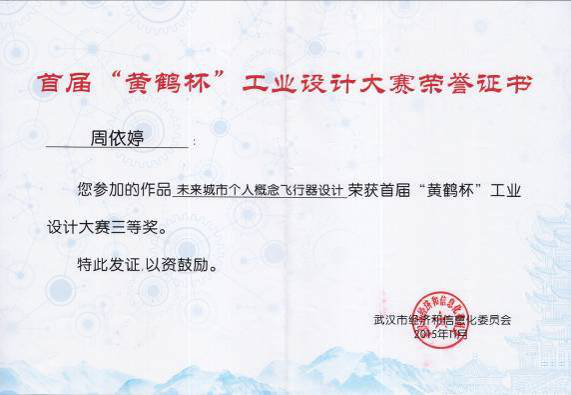 首届“黄鹤杯”工业设计大赛荣誉证书
周依婷：
您参加的作品未来城市个人概念飞行器设计荣获首届“黄鹤杯”工业
设计大赛三等奖。
特此发证,以资鼓励。
武汉市经济和信息化委员会
2015年11月